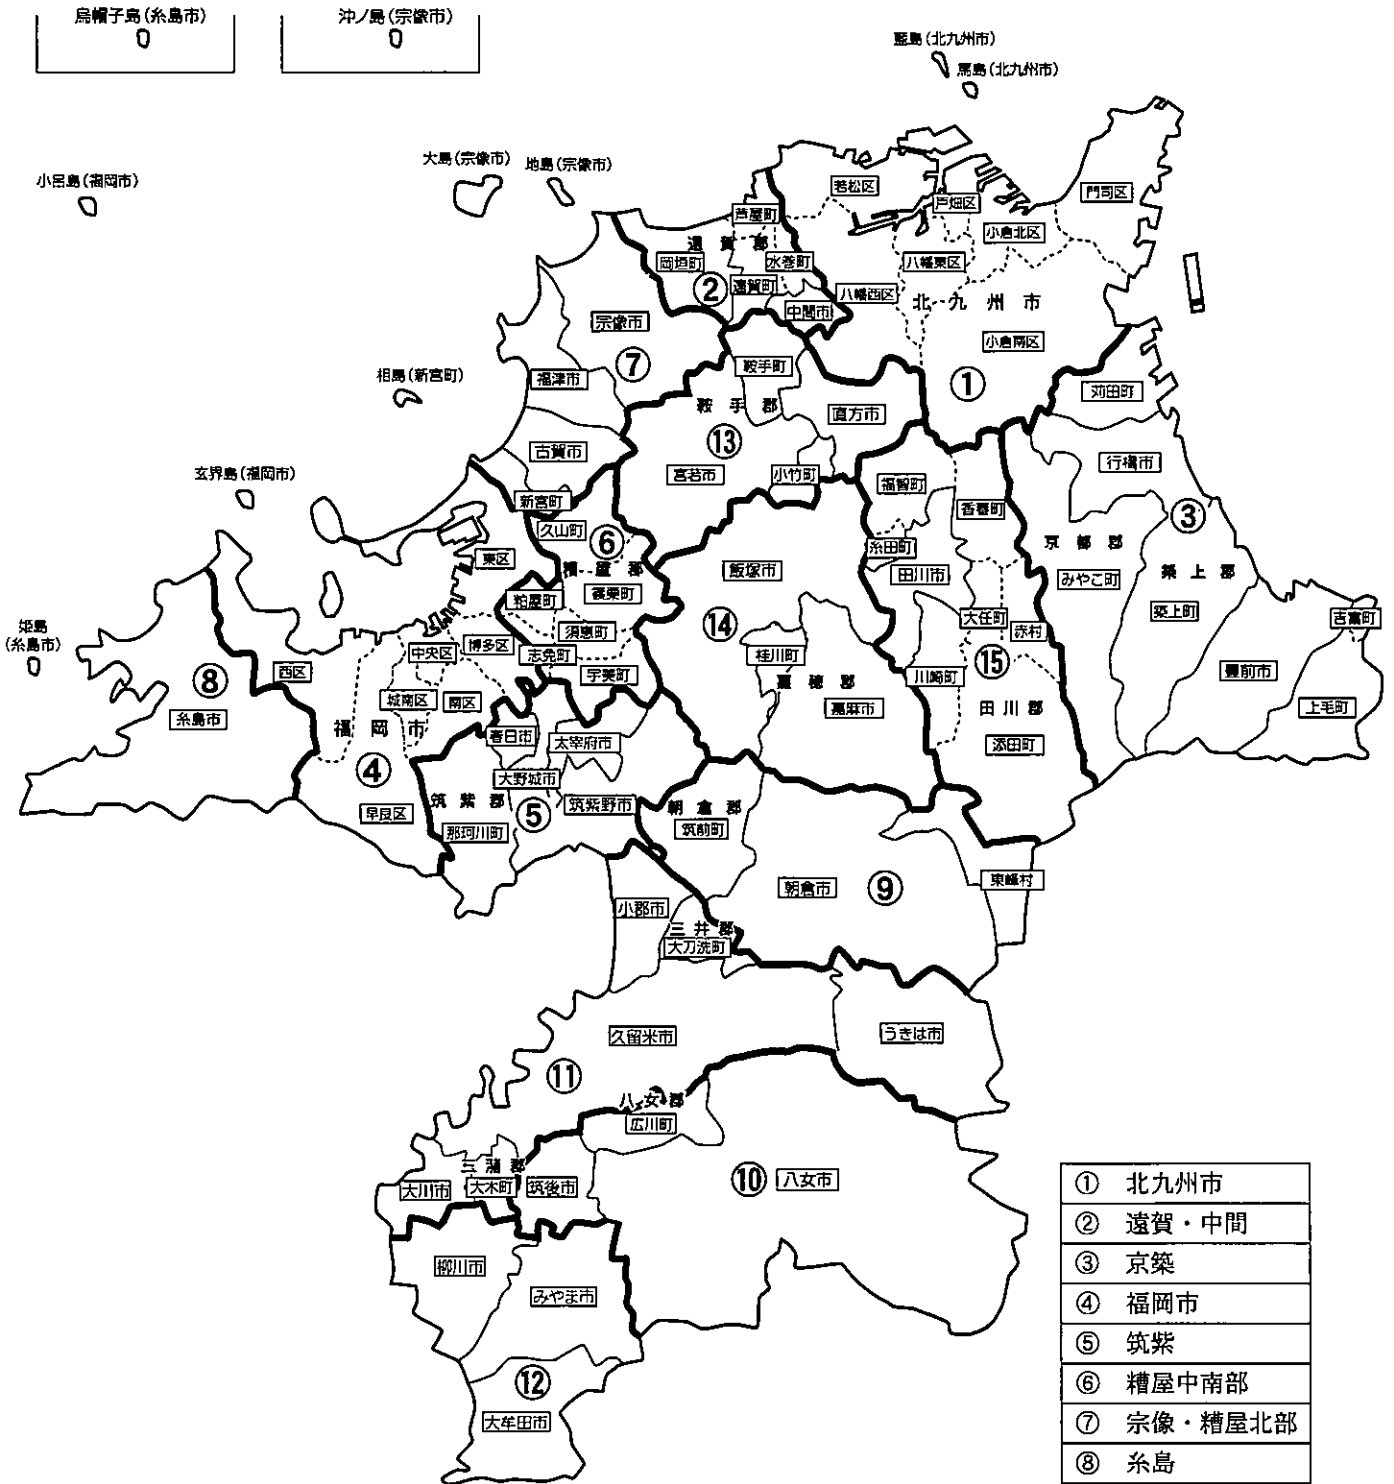 烏帽子島(糸島市)
沖ノ島(宗像市)
藍島(北九州市)
馬島(北九州市)
大島(宗像市)
地島(宗像市)
小呂島(福岡市)
若松区
門司区
戸畑区
芦屋町
小倉北区
遠賀郡
岡垣町
水巻町
八幡東区
遠賀町
②
八幡西区
北九州市
中間市
宗像市
小倉南区
⑦
鞍手町
相島(新宮町)
福津市
①
苅田町
鞍手郡
直方市
⑬
古賀市
行橋市
玄界島(福岡市)
宮若市
小竹町
福智町
新宮町
香春町
③
久山町
⑥
京都郡
東区
糸田町
糟屋郡
飯塚市
田川市
みやこ町
築上郡
篠栗町
粕屋町
築上町
吉富町
姫島
(糸島市)
須恵町
⑭
大任町
赤村
中央区
博多区
志免町
桂川町
⑮
西区
宇美町
川崎町
豊前市
⑧
嘉穂郡
城南区
南区
嘉麻市
田川郡
上毛町
糸島市
福岡市
春日市
太宰府市
添田町
④
大野城市
筑紫郡
筑紫野市
朝倉郡
早良区
⑤
那珂川町
筑前町
朝倉市
⑨
東峰村
小郡市
三井郡
大刀洗町
久留米市
うきは市
⑪
八女郡
広川町
三潴郡
大川市
大木町
筑後市
⑩
八女市
柳川市
みやま市
⑫
大牟田市
① 北九州市
② 遠賀・中間
③ 京築
④ 福岡市
⑤ 筑紫
⑥ 糟屋中南部
⑦ 宗像・糟屋北部
⑧ 糸島